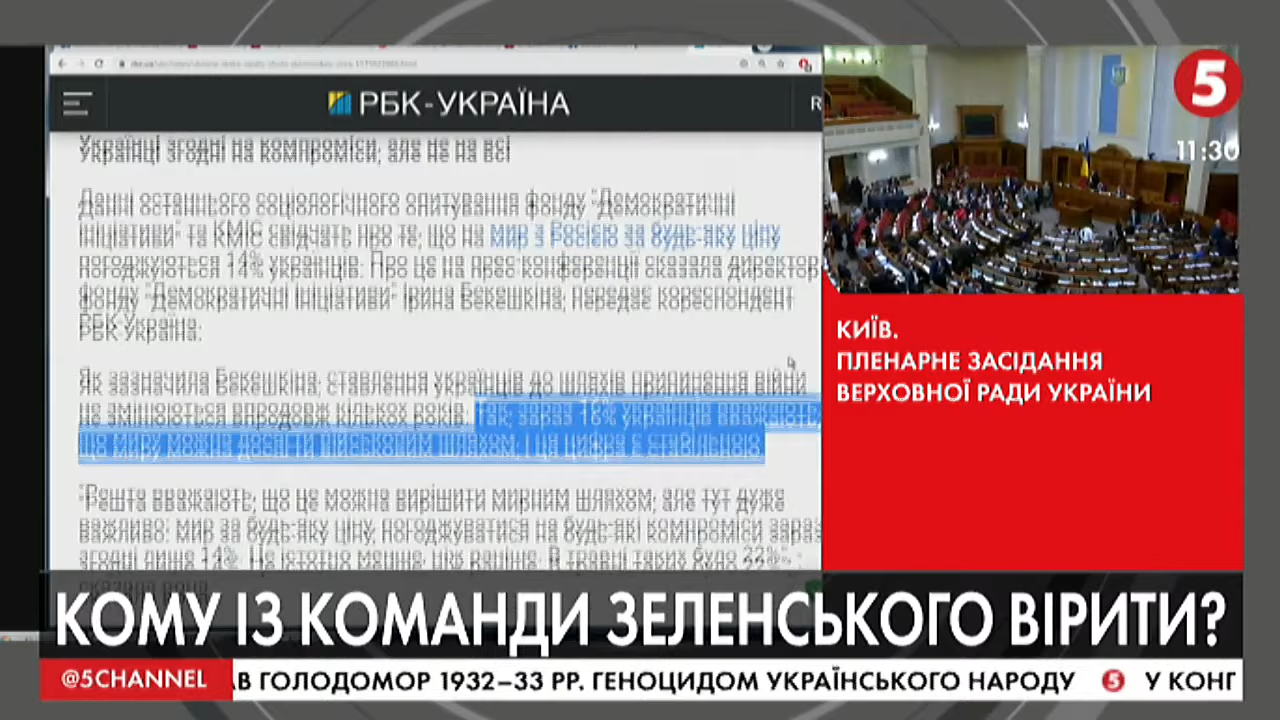 РБК-УКРАЇНА
R
Українці згодні на компроміси, але не на всі
Данні останнього соціологічного опитування фонду "Демократичні
ініціативи" та КМІС свідчать про те, що на мир з Росією за будь-яку ціну
погоджуються 14% українців. Про це на прес-конференції сказала директор
фонду "Демократичні ініціативи" Ірина Бекешкіна, передає кореспондент
РБК-Україна.
Як зазначила Бекешкіна, ставлення українців до шляхів припинення війни
не змінюються впродовж кількох років. Так, зараз 16% українців вважають,
що миру можна досягти військовим шляхом, і ця цифра є стабільною
"Решта вважають, що це можна вирішити мирним шляхом, але тут дуже
важливо: мир за будь-яку ціну, погоджуватися на будь-які компроміси зараз
згодні лише 14%. Це істотно менше, ніж раніше. В травні таких було 22%", -
сказала вона.
5
11:30
КИЇВ.
ПЛЕНАРНЕ ЗАСІДАННЯ
ВЕРХОВНОЇ РАДИ УКРАЇНИ
КОМУ ІЗ КОМАНДИ ЗЕЛЕНСЬКОГО ВІРИТИ?
@5CHANNEL
АВ ГОЛОДОМОР 1932–33 РР. ГЕНОЦИДОМ УКРАЇНСЬКОГО НАРОДУ 5 У КОНГ